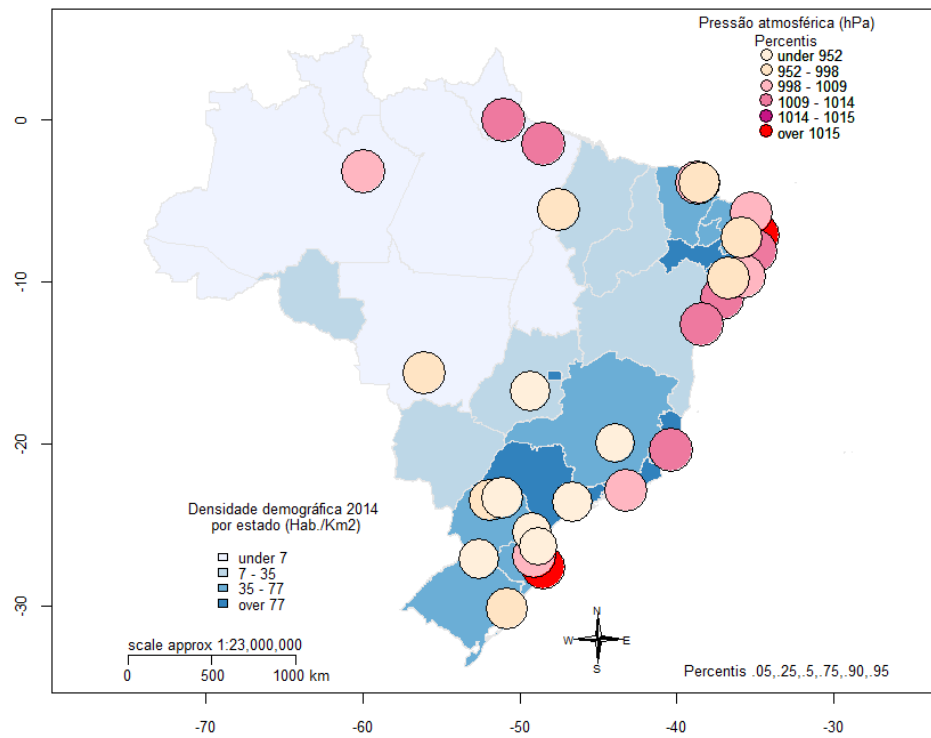 Pressão atmosférica (hPa)
Percentis
under 952
952 - 998
998 - 1009
1009 - 1014
1014 - 1015
over 1015
0
-10
-20
-30
Densidade demográfica 2014
por estado (Hab./Km2)
under 7
7 - 35
35 - 77
over 77
scale approx 1:23,000,000
0 500 1000 km
N
W E
S
Percentis .05,.25,.5,.75,.90,.95
-70 -60 -50 -40 -30